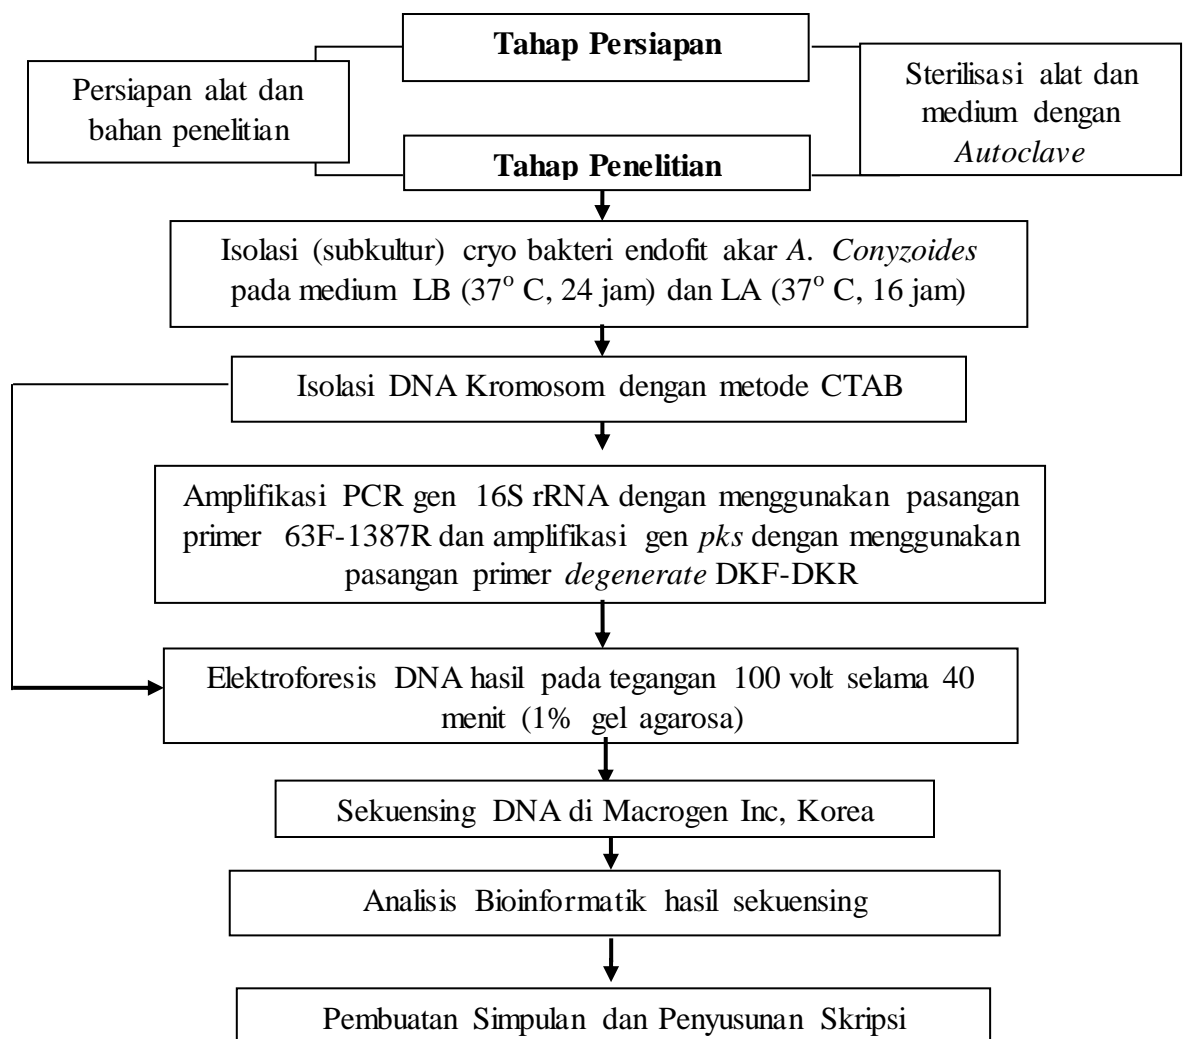 Tahap Persiapan
Persiapan alat dan
bahan penelitian
Sterilisasi alat dan
medium dengan
Autoclave
Tahap Penelitian
Isolasi (subkultur) cryo bakteri endofit akar A. Conyzoides
pada medium LB (37° C, 24 jam) dan LA (37° C, 16 jam)
Isolasi DNA Kromosom dengan metode CTAB
Amplifikasi PCR gen 16S rRNA dengan menggunakan pasangan
primer 63F-1387R dan amplifikasi gen pks dengan menggunakan
pasangan primer degenerate DKF-DKR
Elektroforesis DNA hasil pada tegangan 100 volt selama 40
menit (1% gel agarosa)
Sekuensing DNA di Macrogen Inc, Korea
Analisis Bioinformatik hasil sekuensing
Pembuatan Simpulan dan Penyusunan Skripsi